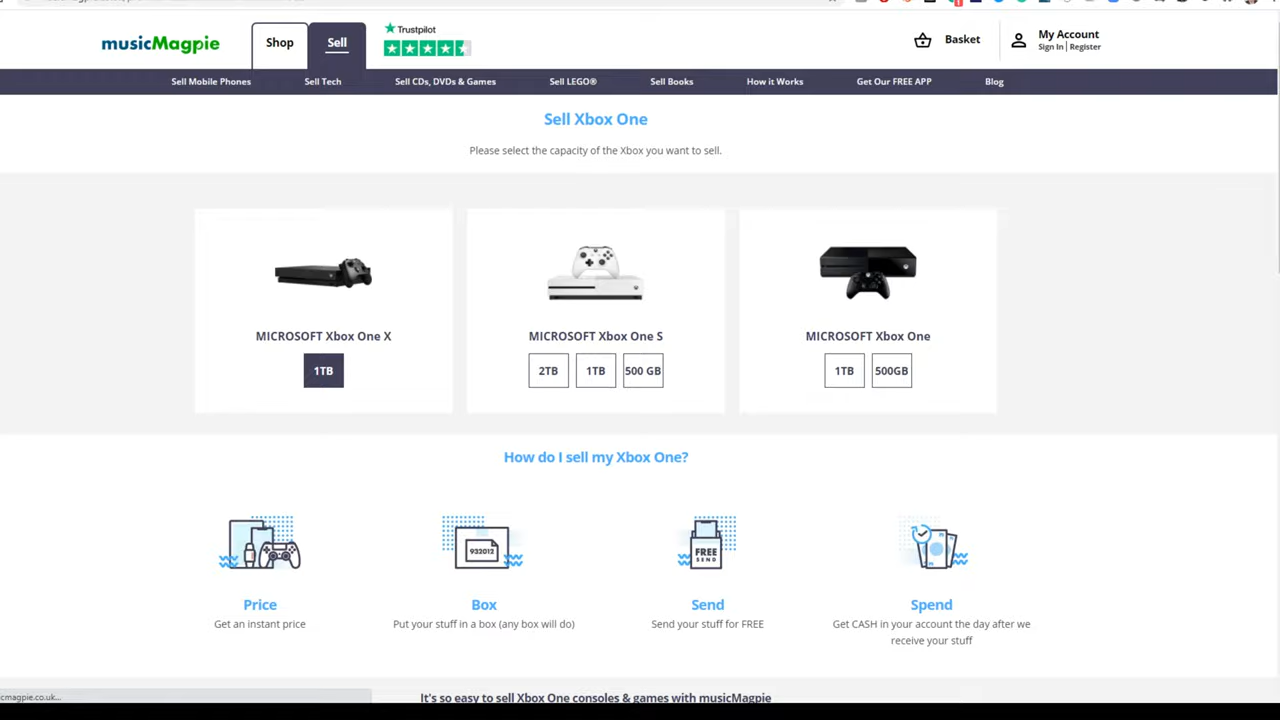 musicMagpie
Shop
Sell
Trustpilot
Basket
My Account
Sign In | Register
Sell Mobile Phones
Sell Tech
Sell CDs, DVDs & Games
Sell LEGO®
Sell Books
How it Works
Get Our FREE APP
Blog
Sell Xbox One
Please select the capacity of the Xbox you want to sell.
MICROSOFT Xbox One X
1TB
MICROSOFT Xbox One S
2TB
1TB
500 GB
MICROSOFT Xbox One
1TB
500GB
How do I sell my Xbox One?
932012
FREE
SEND
Price
Get an instant price
Box
Put your stuff in a box (any box will do)
Send
Send your stuff for FREE
Spend
Get CASH in your account the day after we
receive your stuff
icmagpie.co.uk...
It's so easy to sell Xbox One consoles & games with musicMagpie